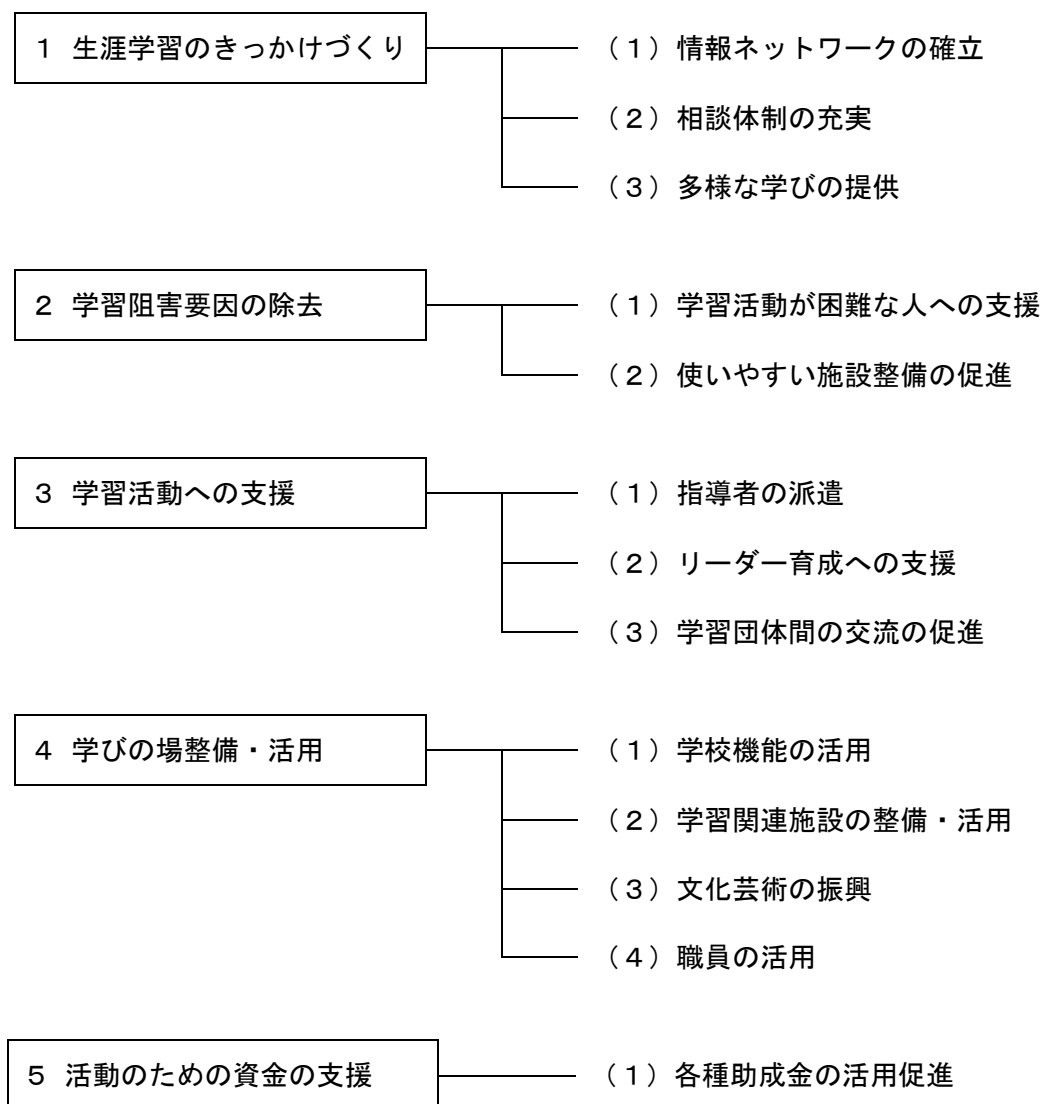 １ 生涯学習のきっかけづくり
（１）情報ネットワークの確立
（２）相談体制の充実
（３）多様な学びの提供
２ 学習阻害要因の除去
（１）学習活動が困難な人への支援
（２）使いやすい施設整備の促進
３ 学習活動への支援
（１）指導者の派遣
（２）リーダー育成への支援
（３）学習団体間の交流の促進
４ 学びの場整備・活用
（１）学校機能の活用
（２）学習関連施設の整備・活用
（３）文化芸術の振興
（４）職員の活用
５ 活動のための資金の支援
（１）各種助成金の活用促進